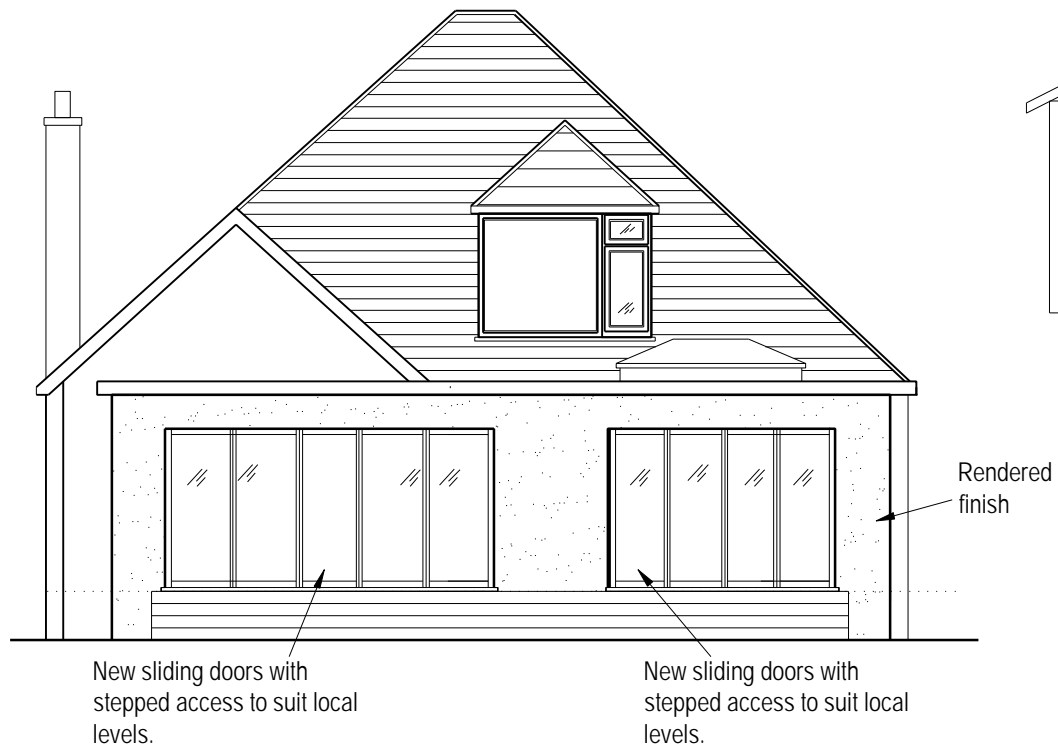 Rendered
finish
New sliding doors with
stepped access to suit local
levels.
New sliding doors with
stepped access to suit local
levels.